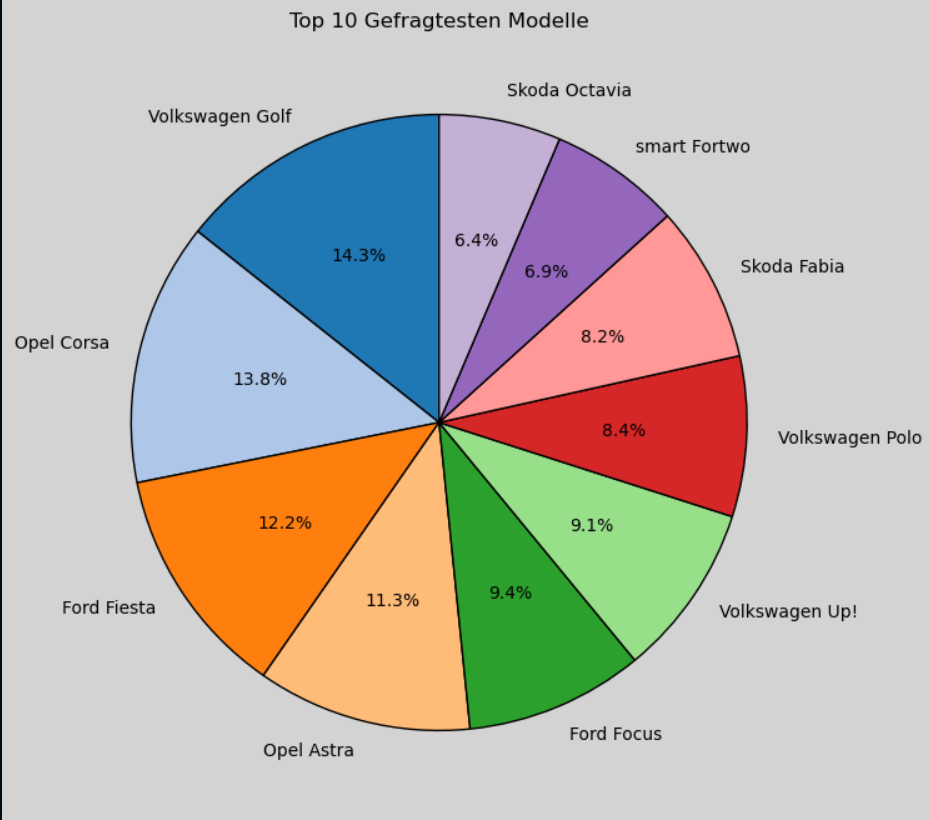 Top 10 Gefragtesten Modelle
Volkswagen Golf
14.3%
Opel Corsa
13.8%
Ford Fiesta
12.2%
Opel Astra
11.3%
Ford Focus
9.4%
Volkswagen Up!
9.1%
Volkswagen Polo
8.4%
Skoda Fabia
8.2%
smart Fortwo
6.9%
Skoda Octavia
6.4%